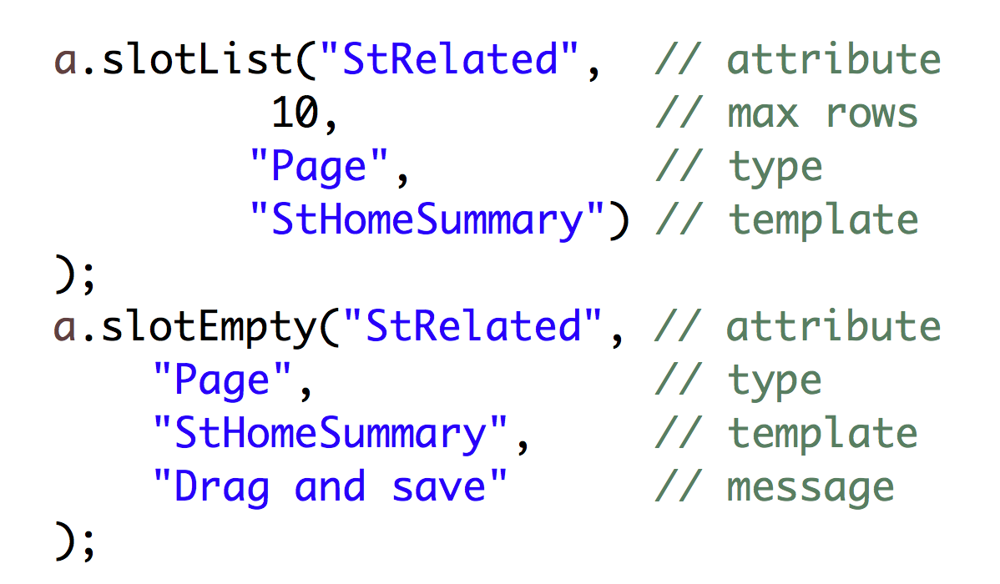 a.slotList("StRelated",  // attribute
         10,             // max rows
        "Page",          // type
        "StHomeSummary") // template
);
a.slotEmpty("StRelated", // attribute
    "Page",              // type
    "StHomeSummary",     // template
    "Drag and save"      // message
);